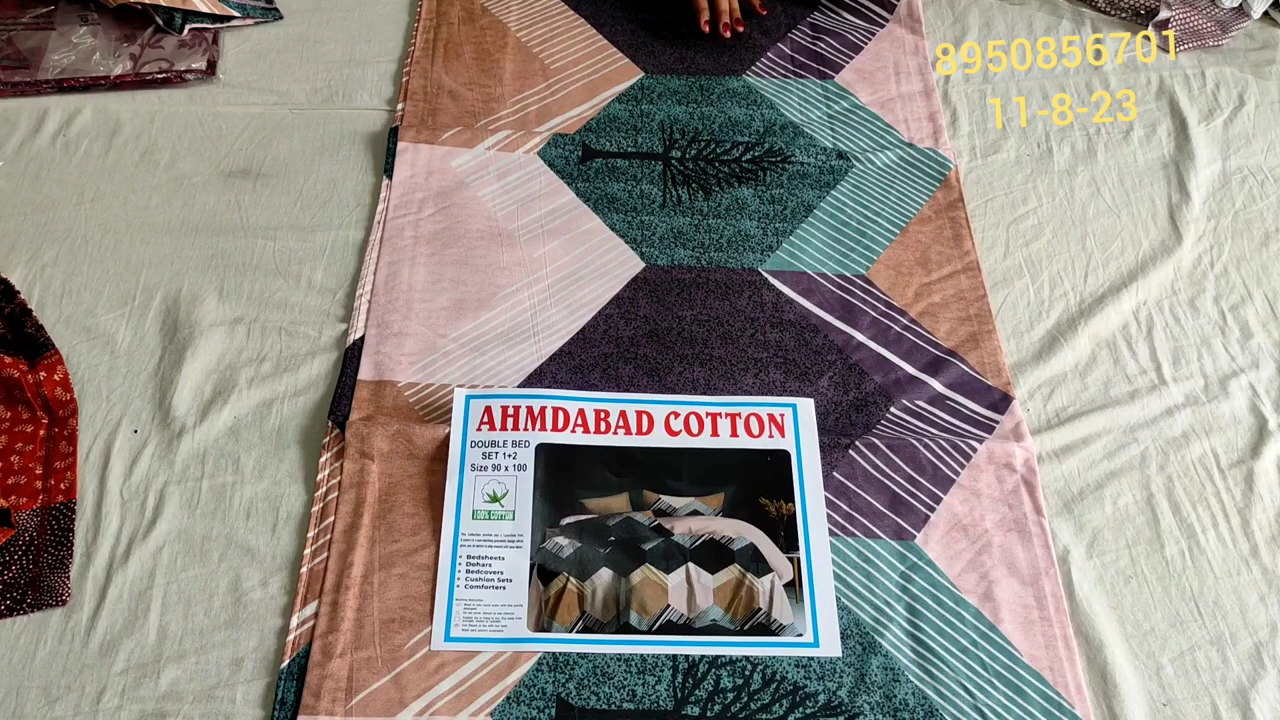 8950856701
11-8-23
AHMDABAD COTTON
DOUBLE BED
SET 1+2
Size 90 x 100
100% COTTON
Bedsheets
Dohars
Bedcovers
Cushion Sets
Comforters